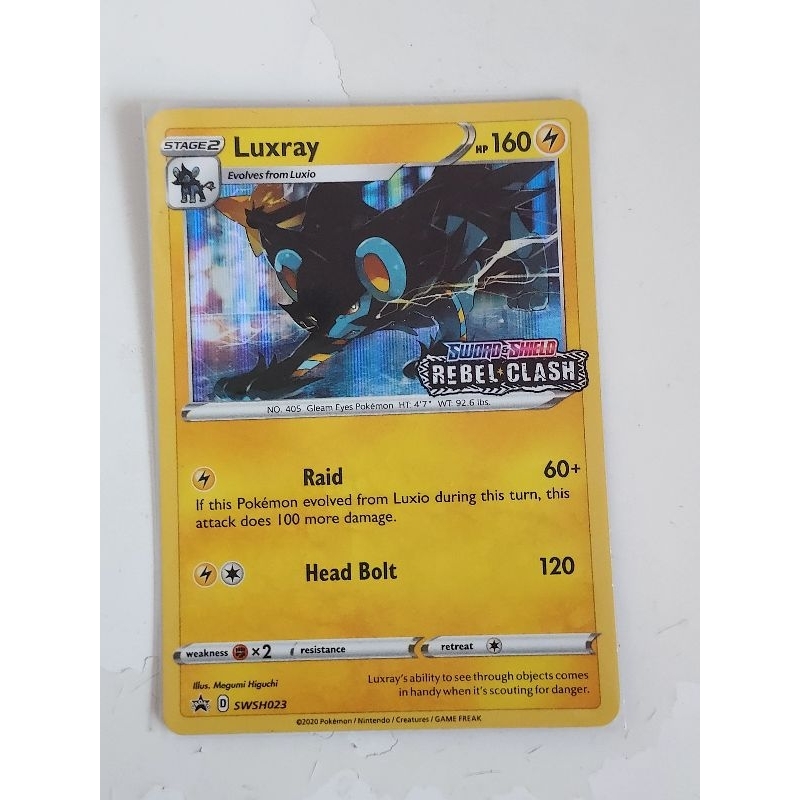 STAGE 2 Luxray HP 160
Evolves from Luxio
SWORD & SHIELD
REBEL CLASH
NO. 405 Gleam Eyes Pokémon HT: 4'7" WT: 92.6 lbs.
Raid 60+
If this Pokémon evolved from Luxio during this turn, this
attack does 100 more damage.
Head Bolt 120
weakness ×2 resistance retreat
Luxray's ability to see through objects comes
in handy when it's scouting for danger.
Illus. Megumi Higuchi
PROMO D SWSH023
©2020 Pokémon / Nintendo / Creatures / GAME FREAK